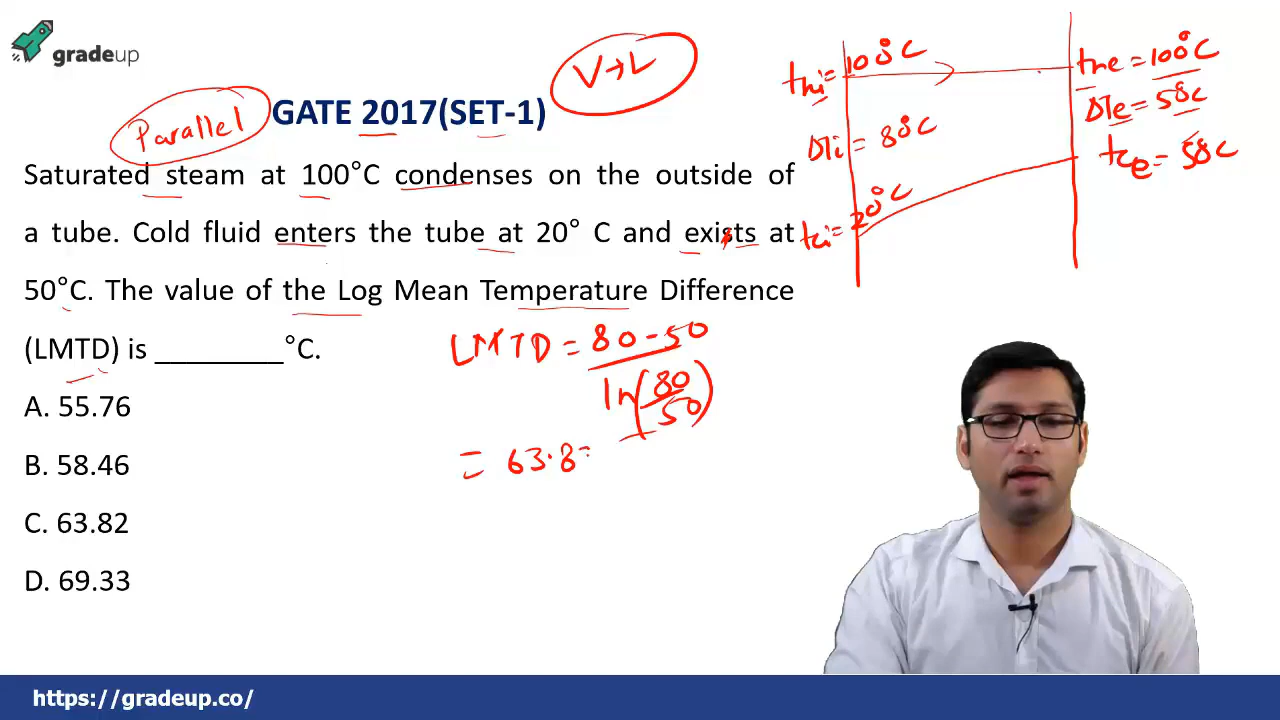 gradeup
V→L
Parallel
GATE 2017(SET-1)
Saturated steam at 100°C condenses on the outside of
a tube. Cold fluid enters the tube at 20° C and exists at
50°C. The value of the Log Mean Temperature Difference
(LMTD) is _________°C.
A. 55.76
B. 58.46
C. 63.82
D. 69.33
LMTD = 80-50
ln(80/50)
= 63.8
thi = 100°C
the = 100°C
ΔTi = 80°C
ΔTe = 50°C
tce = 50°C
tci = 20°C
https://gradeup.co/